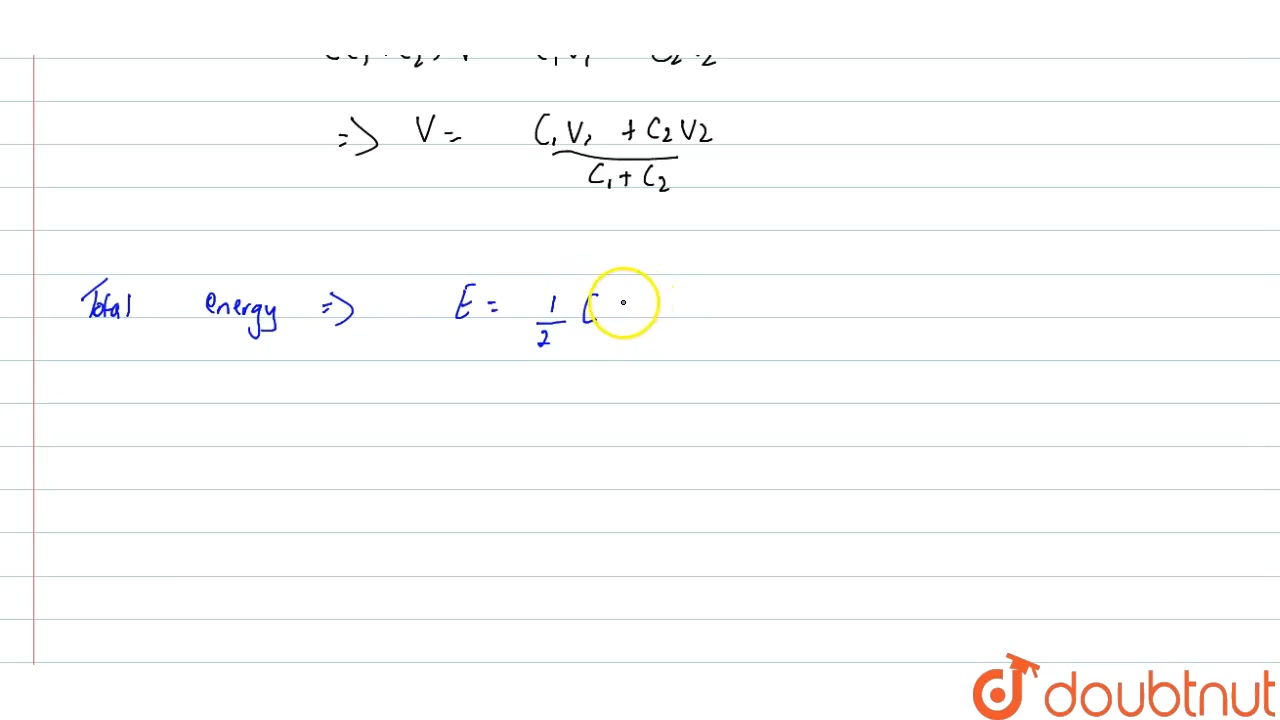 => V = C₁V₁ + C₂V2
C₁ + C₂
Total energy => E = 1
2
C
doubtnut